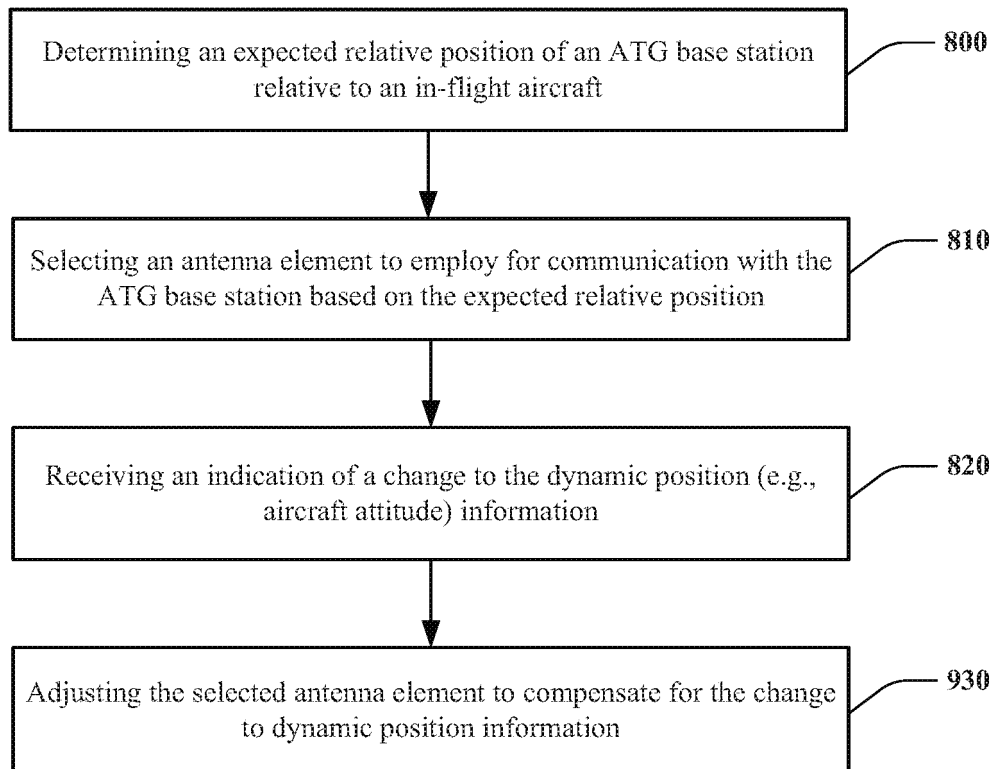 Determining an expected relative position of an ATG base station
relative to an in-flight aircraft
800
Selecting an antenna element to employ for communication with the
ATG base station based on the expected relative position
810
Receiving an indication of a change to the dynamic position (e.g.,
aircraft attitude) information
820
Adjusting the selected antenna element to compensate for the change
to dynamic position information
930